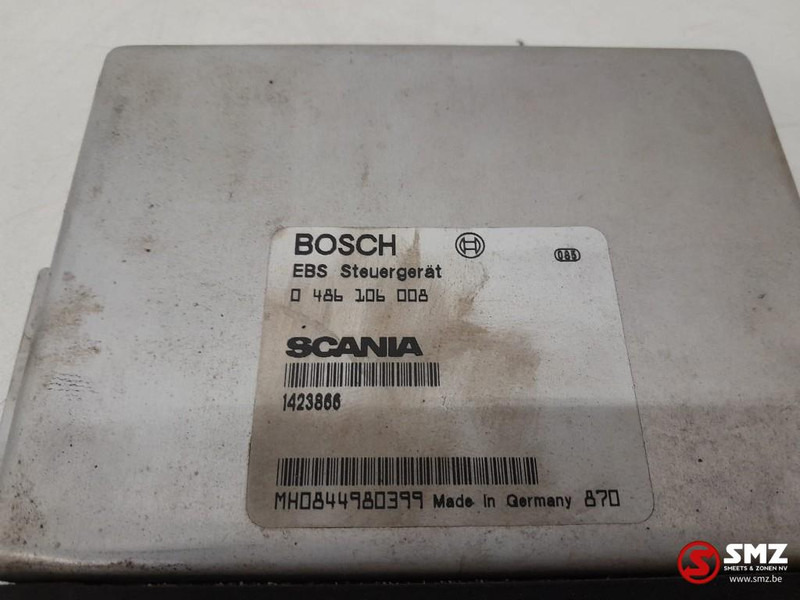 BOSCH
085
EBS Steuergerät
0 486 106 008
SCANIA
1423866
MH0844980399 Made in Germany 870
SMZ
SHEETS & ZONEN NV
www.smz.be